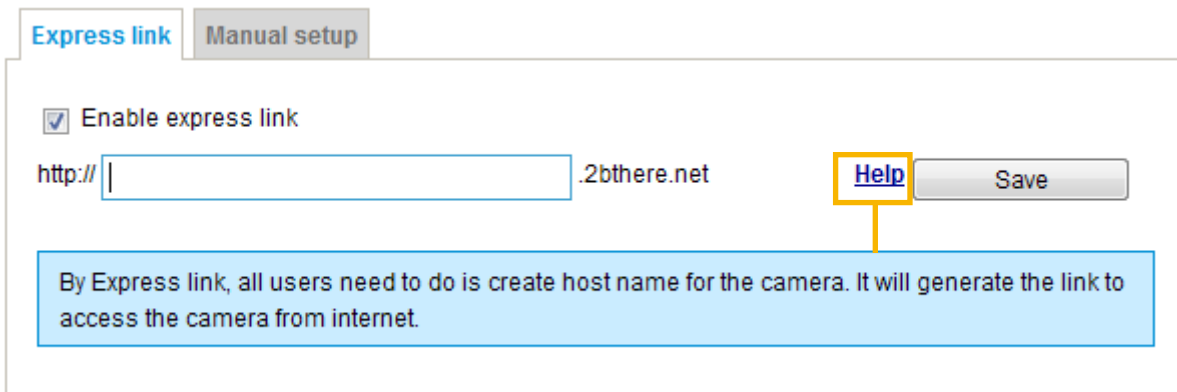 Express link Manual setup
Enable express link
http:// .2bthere.net Help Save
By Express link, all users need to do is create host name for the camera. It will generate the link to
access the camera from internet.